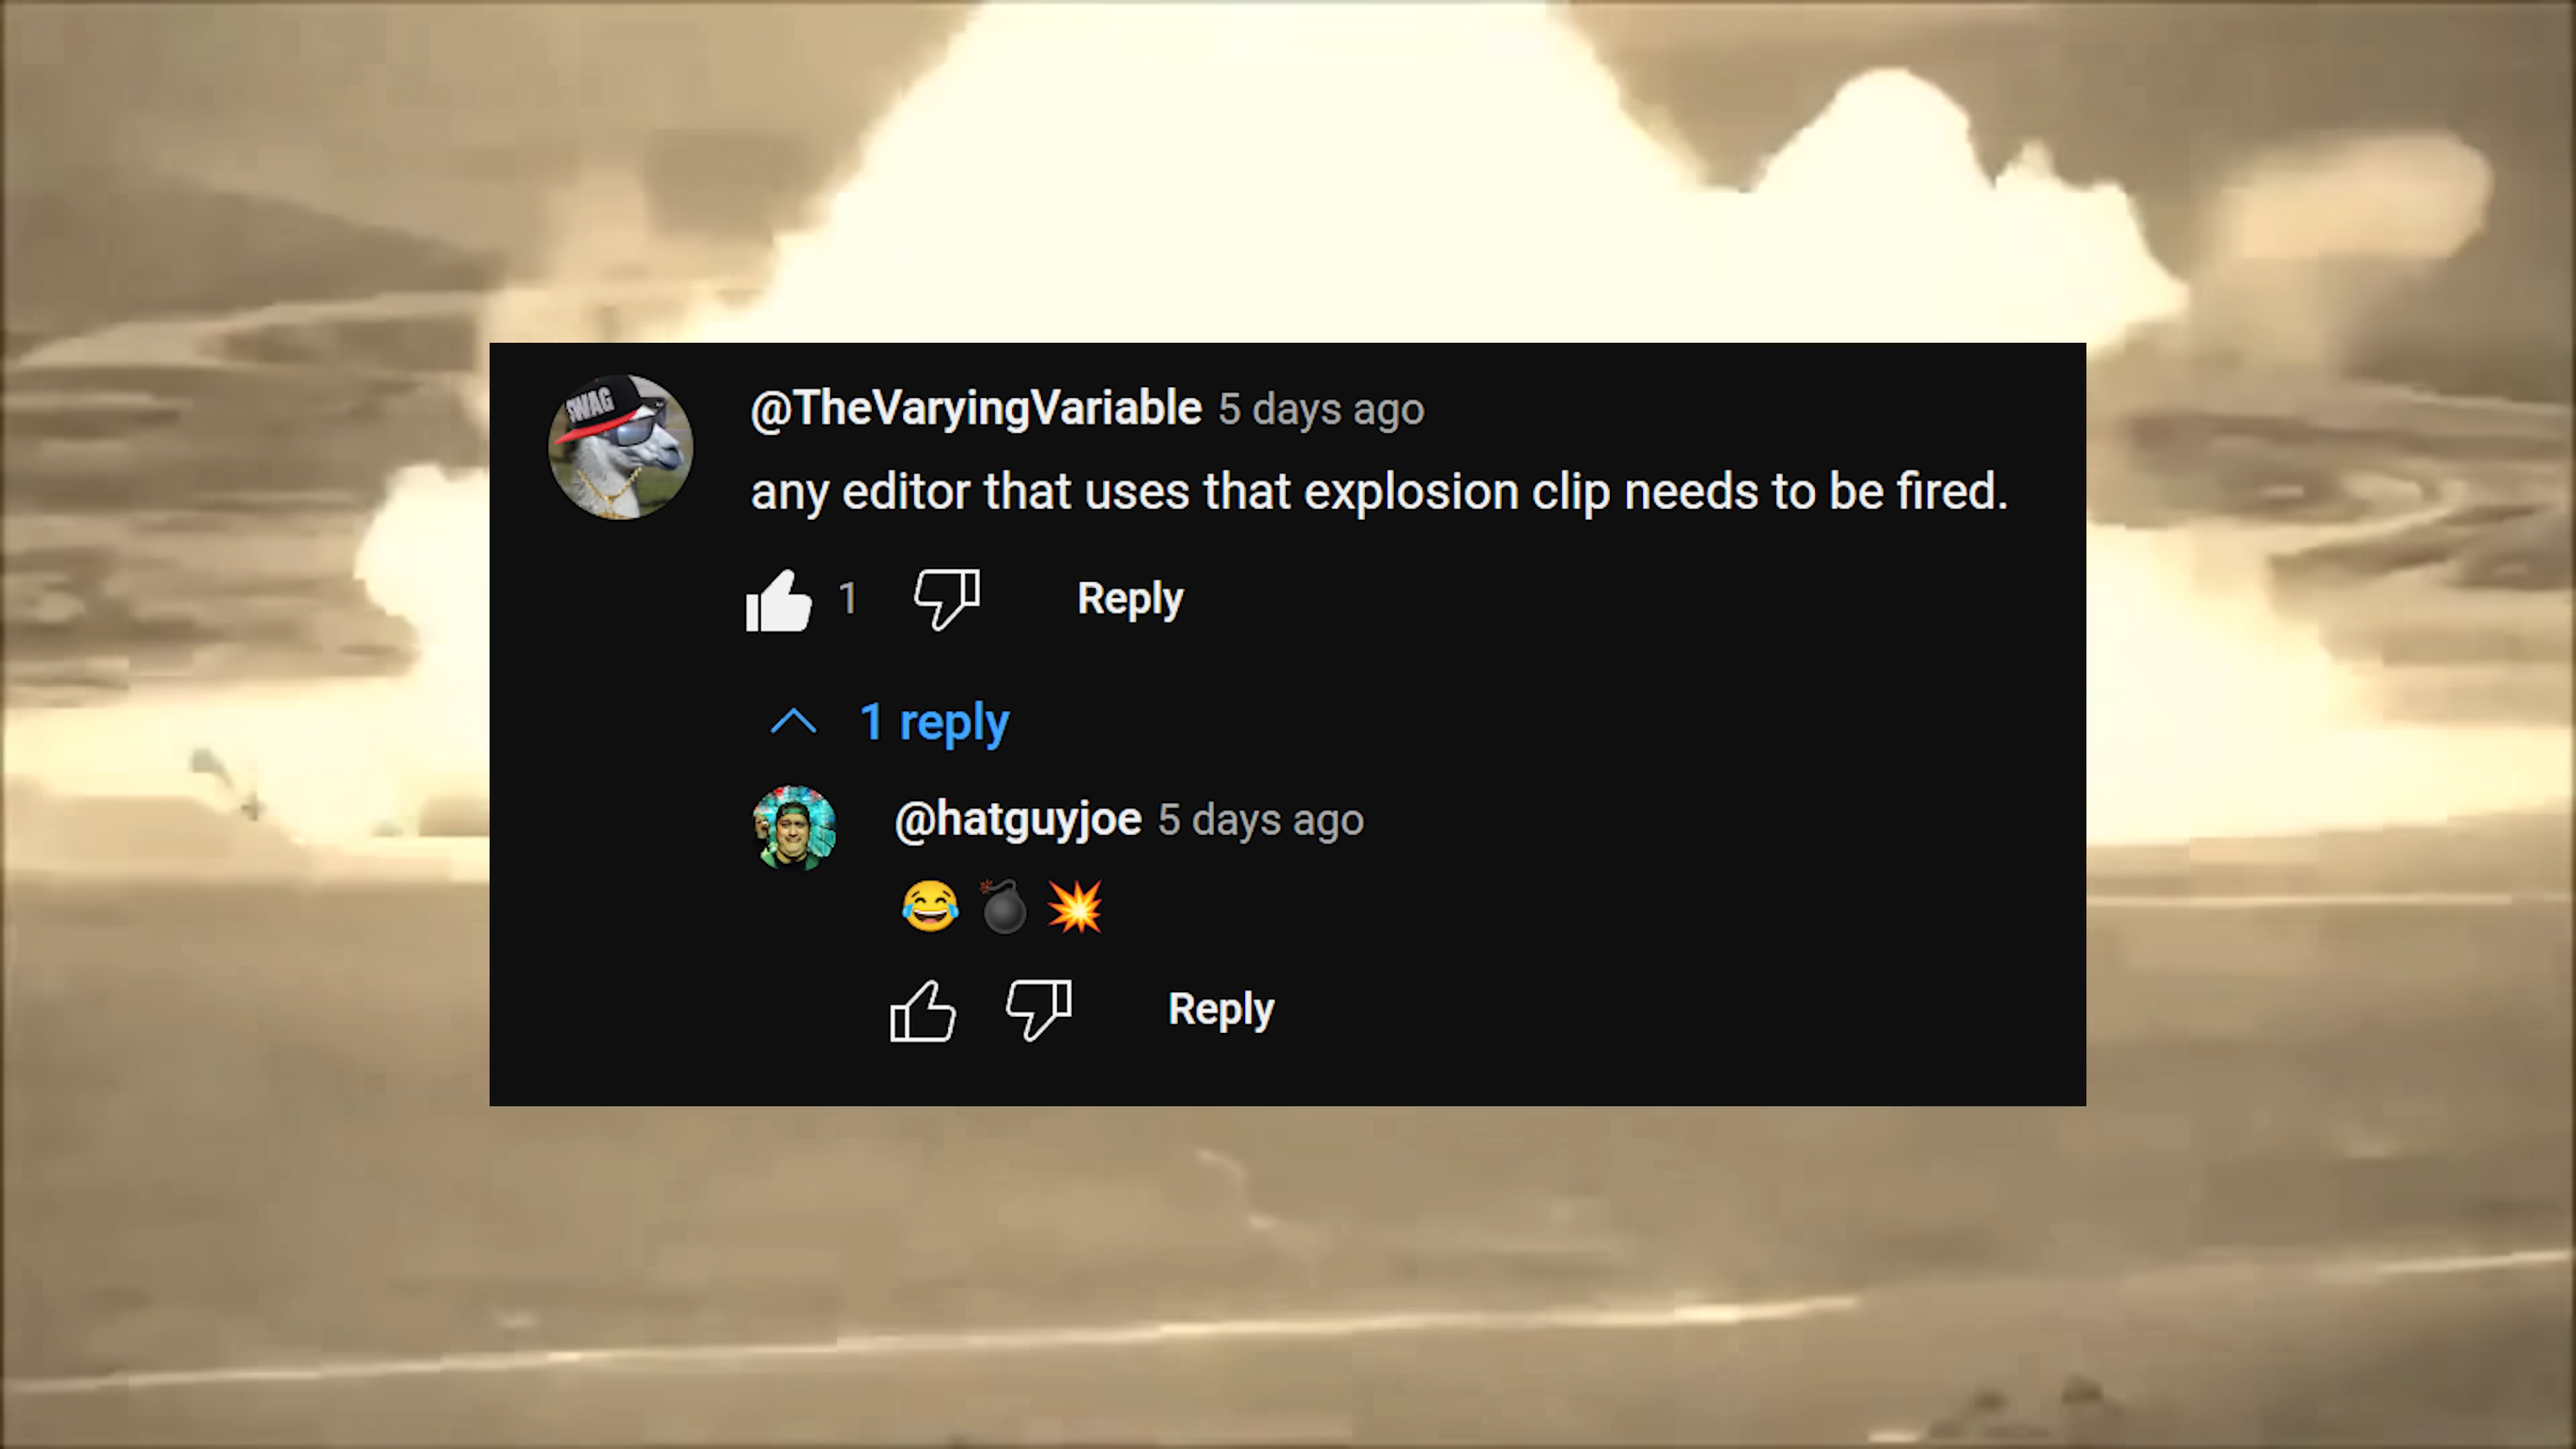 SWAG
@TheVaryingVariable 5 days ago
any editor that uses that explosion clip needs to be fired.
1 Reply
1 reply
@hatguyjoe 5 days ago
😂💣💥
Reply